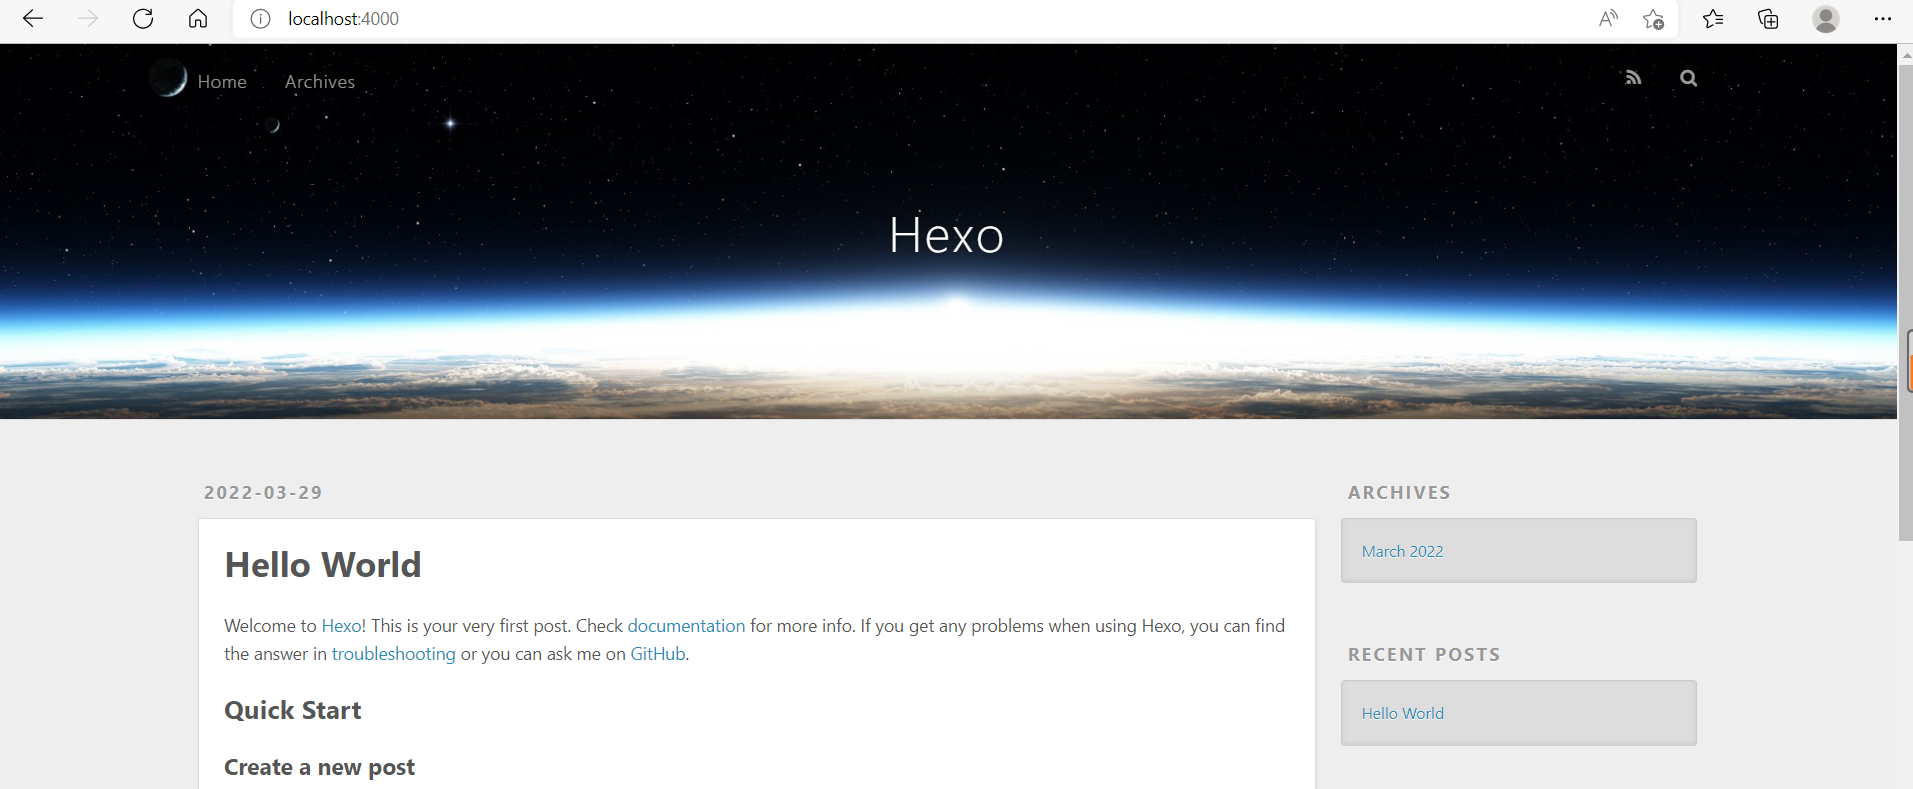 localhost:4000
Home
Archives
Hexo
2022-03-29
Hello World
Welcome to Hexo! This is your very first post. Check documentation for more info. If you get any problems when using Hexo, you can find
the answer in troubleshooting or you can ask me on GitHub.
Quick Start
Create a new post
ARCHIVES
March 2022
RECENT POSTS
Hello World